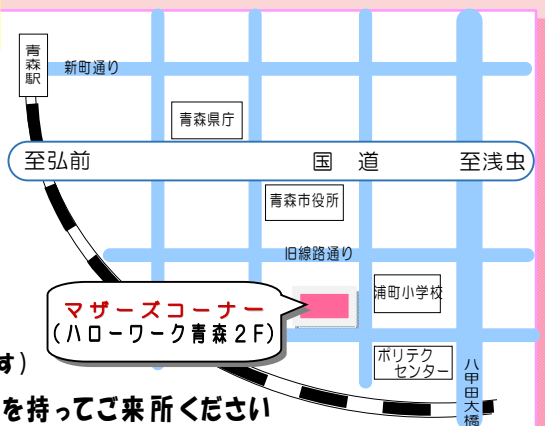 青森駅
新町通り
青森県庁
至弘前 国道 至浅虫
青森市役所
旧線路通り
マザーズコーナー
(ハローワーク青森2F)
浦町小学校
ポリテク
センター
八甲田大橋
す)
を持ってご来所ください